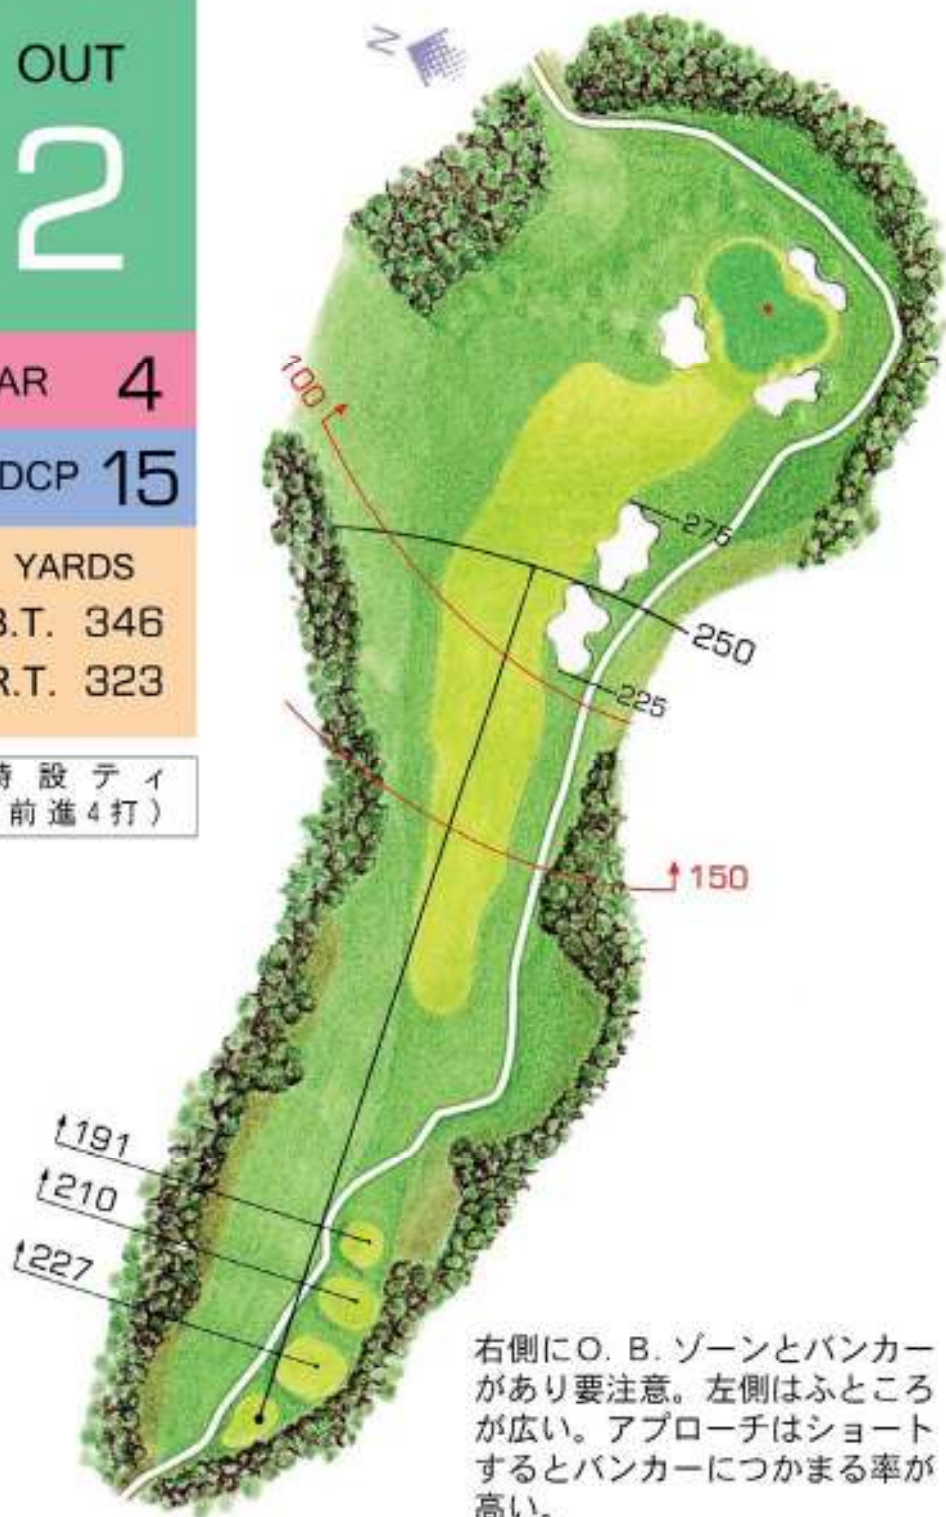 OUT
2
AR 4
DCP 15
YARDS
B.T. 346
R.T. 323
特設ティ
前進4打)
N
100
275
250
225
150
191
210
227
右側にO.B.ゾーンとバンカー
があり要注意。左側はふところ
が広い。アプローチはショート
するとバンカーにつかまる率が
高い。